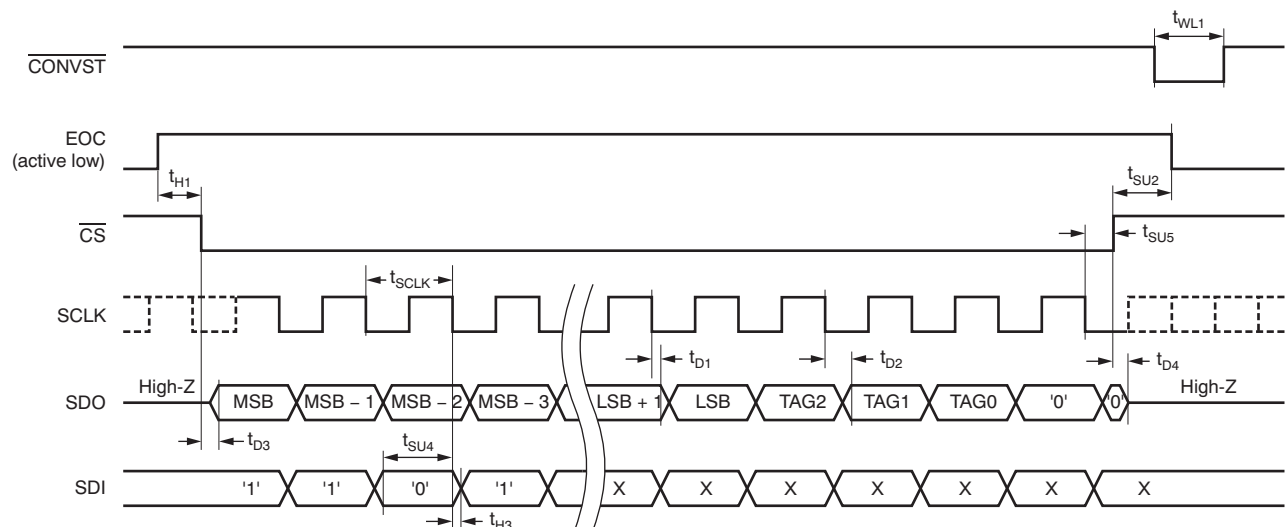 tWL1
CONVST
EOC
(active low)
tH1
tSU2
CS
tSU5
tSCLK
SCLK
tD1
tD2
tD4
High-Z
High-Z
SDO
MSB
MSB − 1
MSB − 2
MSB − 3
LSB + 1
LSB
TAG2
TAG1
TAG0
'0'
'0'
tD3
tSU4
SDI
'1'
'1'
'0'
'1'
X
X
X
X
X
X
X
tH3